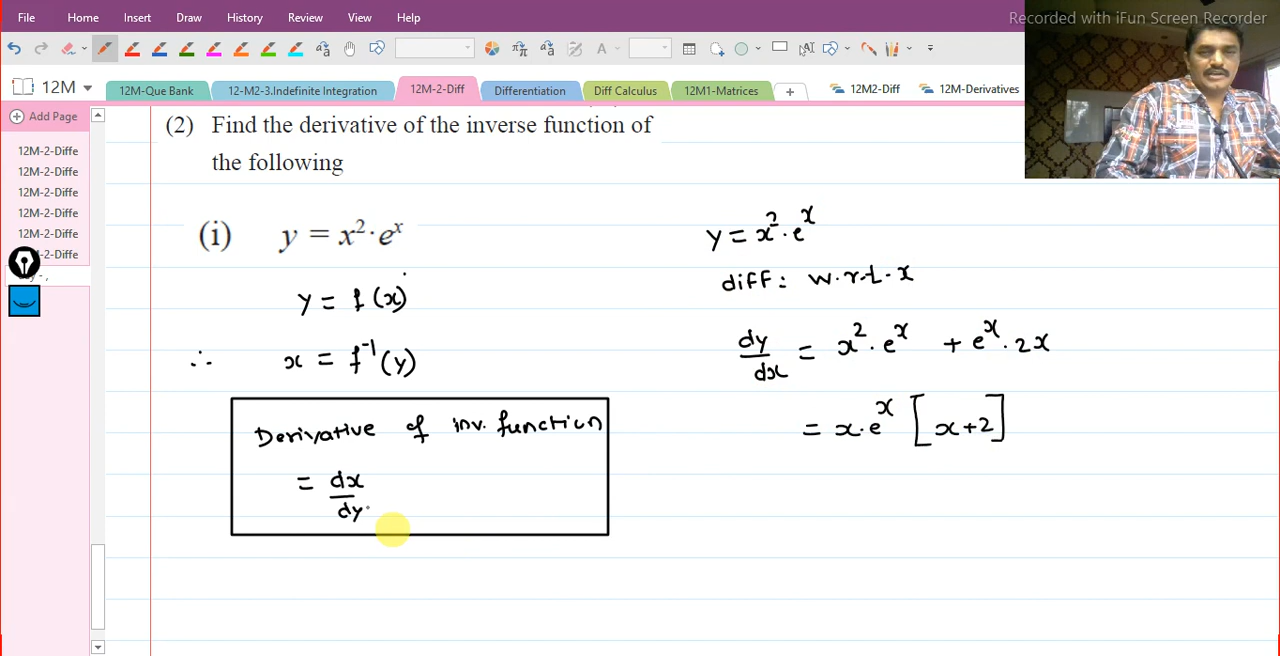 File Home Insert Draw History Review View Help
Recorded with iFun Screen Recorder
12M
12M-Que Bank 12-M2-3.Indefinite Integration 12M-2-Diff Differentiation Diff Calculus 12M1-Matrices + 12M2-Diff 12M-Derivatives
Add Page
12M-2-Diffe
12M-2-Diffe
12M-2-Diffe
12M-2-Diffe
12M-2-Diffe
(2) Find the derivative of the inverse function of
the following
(i) y = x² · eˣ
y = f(x)
∴ x = f⁻¹(y)
Derivative of inv. function
= dx/dy
y = x² · eˣ
diff: w.r.t. x
dy/dx = x² · eˣ + eˣ · 2x
= x · eˣ [x+2]